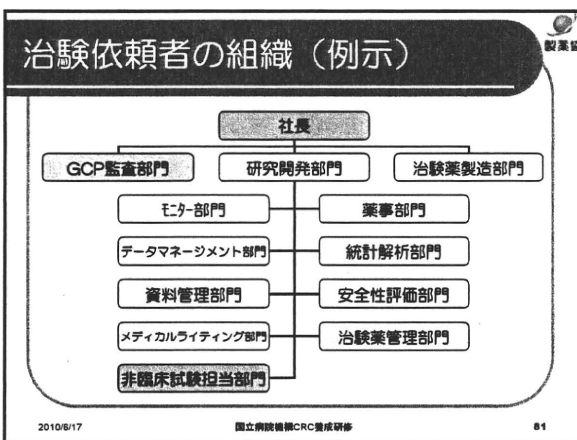 治験依頼者の組織（例示）
製薬協
社長
GCP監査部門 研究開発部門 治験薬製造部門
モニター部門 薬事部門
データマネージメント部門 統計解析部門
資料管理部門 安全性評価部門
メディカルライティング部門 治験薬管理部門
非臨床試験担当部門
2010/6/17 国立病院機構CRC養成研修 81